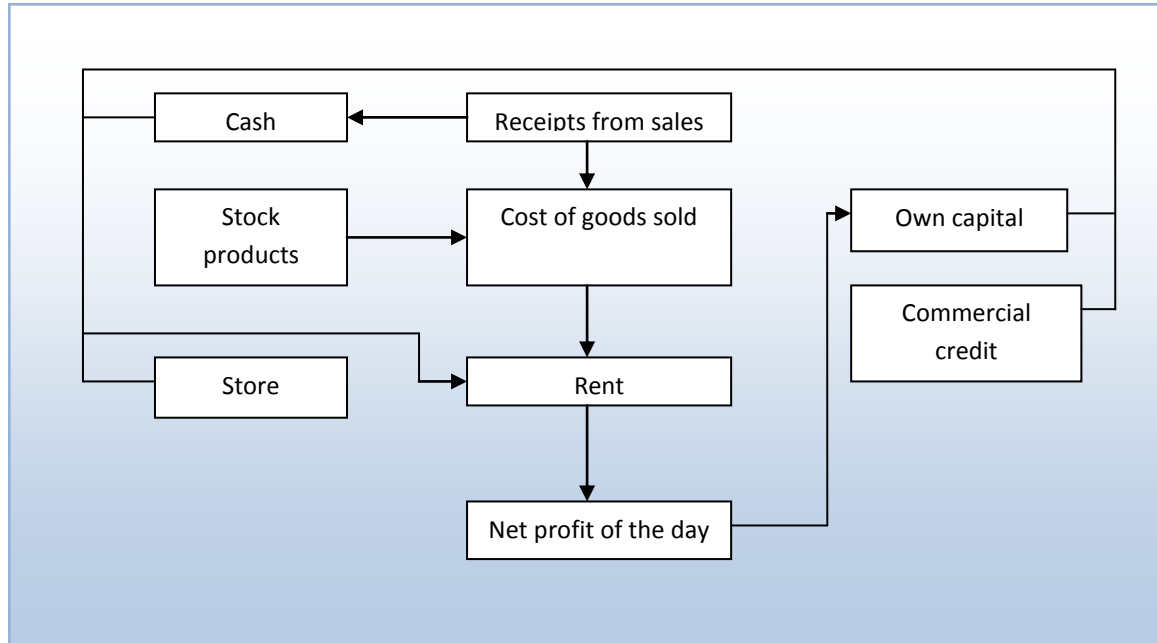 Cash
Receipts from sales
Stock
products
Cost of goods sold
Own capital
Commercial
credit
Store
Rent
Net profit of the day